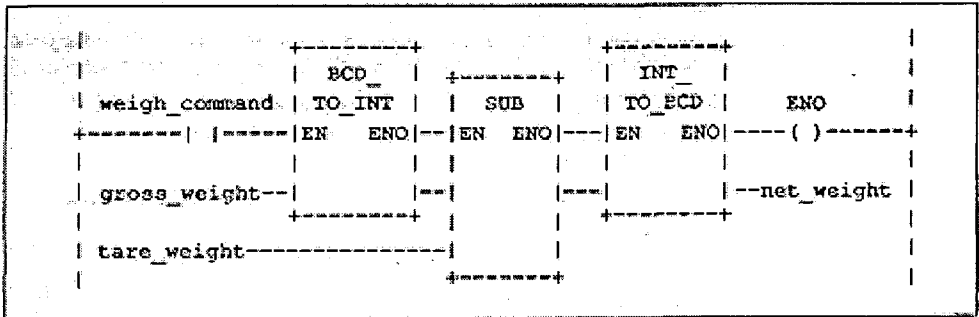 BCD_ INT_
weigh_command TO_INT SUB TO_BCD ENO
EN ENO EN ENO EN ENO ( )
gross_weight net_weight
tare_weight